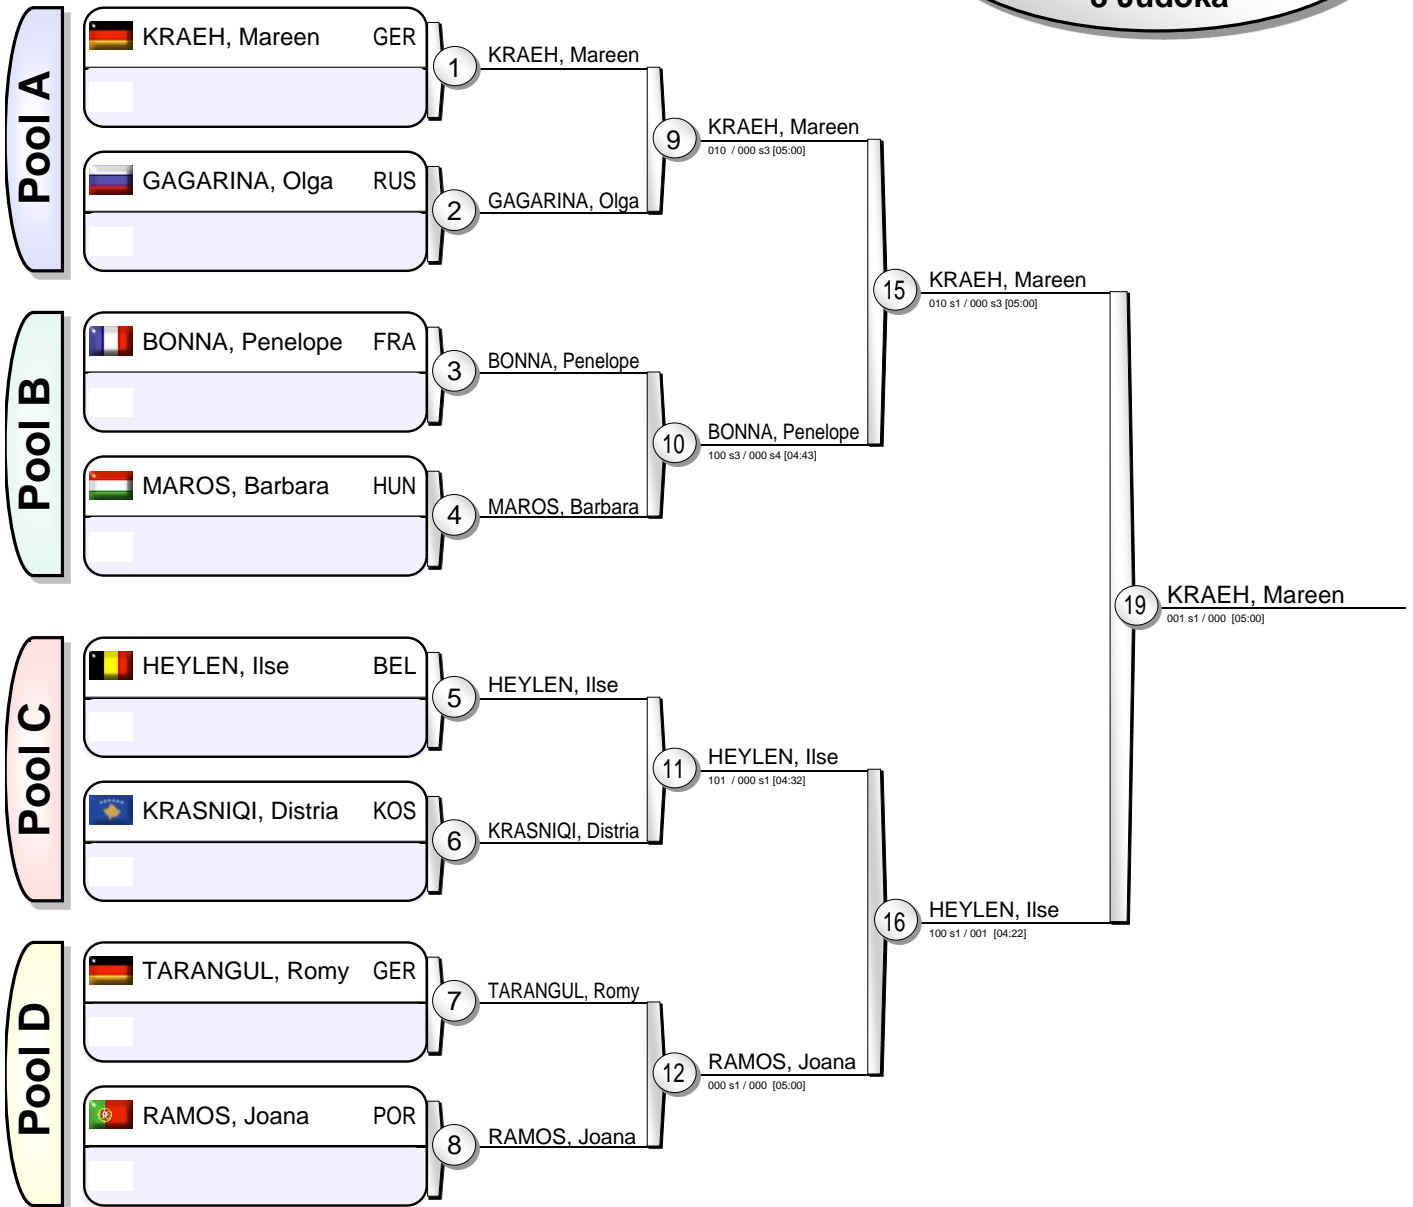 Judoka
Pool A
KRAEH, Mareen GER
1
KRAEH, Mareen
GAGARINA, Olga RUS
2
GAGARINA, Olga
9
KRAEH, Mareen
010 / 000 s3 [05:00]
Pool B
BONNA, Penelope FRA
3
BONNA, Penelope
MAROS, Barbara HUN
4
MAROS, Barbara
10
BONNA, Penelope
100 s3 / 000 s4 [04:43]
15
KRAEH, Mareen
010 s1 / 000 s3 [05:00]
Pool C
HEYLEN, Ilse BEL
5
HEYLEN, Ilse
KRASNIQI, Distria KOS
6
KRASNIQI, Distria
11
HEYLEN, Ilse
101 / 000 s1 [04:32]
Pool D
TARANGUL, Romy GER
7
TARANGUL, Romy
RAMOS, Joana POR
8
RAMOS, Joana
12
RAMOS, Joana
000 s1 / 000 [05:00]
16
HEYLEN, Ilse
100 s1 / 001 [04:22]
19
KRAEH, Mareen
001 s1 / 000 [05:00]